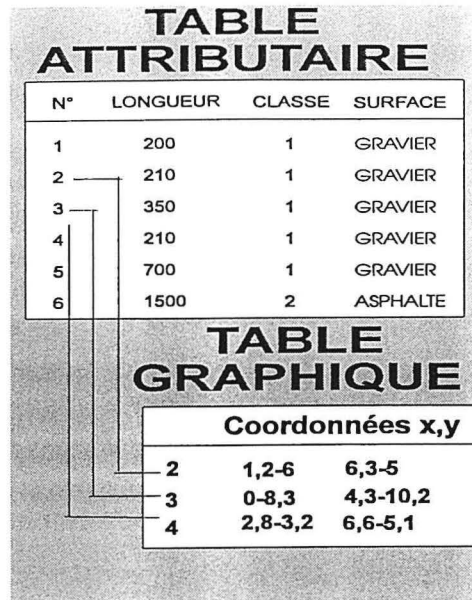 TABLE
ATTRIBUTAIRE
N° LONGUEUR CLASSE SURFACE
1 200 1 GRAVIER
2 210 1 GRAVIER
3 350 1 GRAVIER
4 210 1 GRAVIER
5 700 1 GRAVIER
6 1500 2 ASPHALTE
TABLE
GRAPHIQUE
Coordonnées x,y
2 1,2-6 6,3-5
3 0-8,3 4,3-10,2
4 2,8-3,2 6,6-5,1